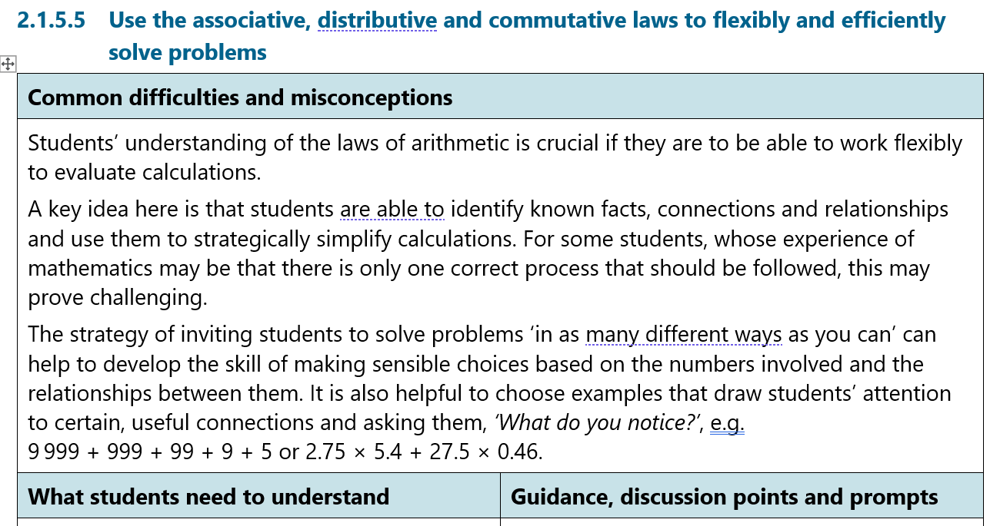 2.1.5.5 Use the associative, distributive and commutative laws to flexibly and efficiently
solve problems
Common difficulties and misconceptions
Students’ understanding of the laws of arithmetic is crucial if they are to be able to work flexibly
to evaluate calculations.
A key idea here is that students are able to identify known facts, connections and relationships
and use them to strategically simplify calculations. For some students, whose experience of
mathematics may be that there is only one correct process that should be followed, this may
prove challenging.
The strategy of inviting students to solve problems ‘in as many different ways as you can’ can
help to develop the skill of making sensible choices based on the numbers involved and the
relationships between them. It is also helpful to choose examples that draw students’ attention
to certain, useful connections and asking them, ‘What do you notice?’, e.g.
9 999 + 999 + 99 + 9 + 5 or 2.75 × 5.4 + 27.5 × 0.46.
What students need to understand
Guidance, discussion points and prompts